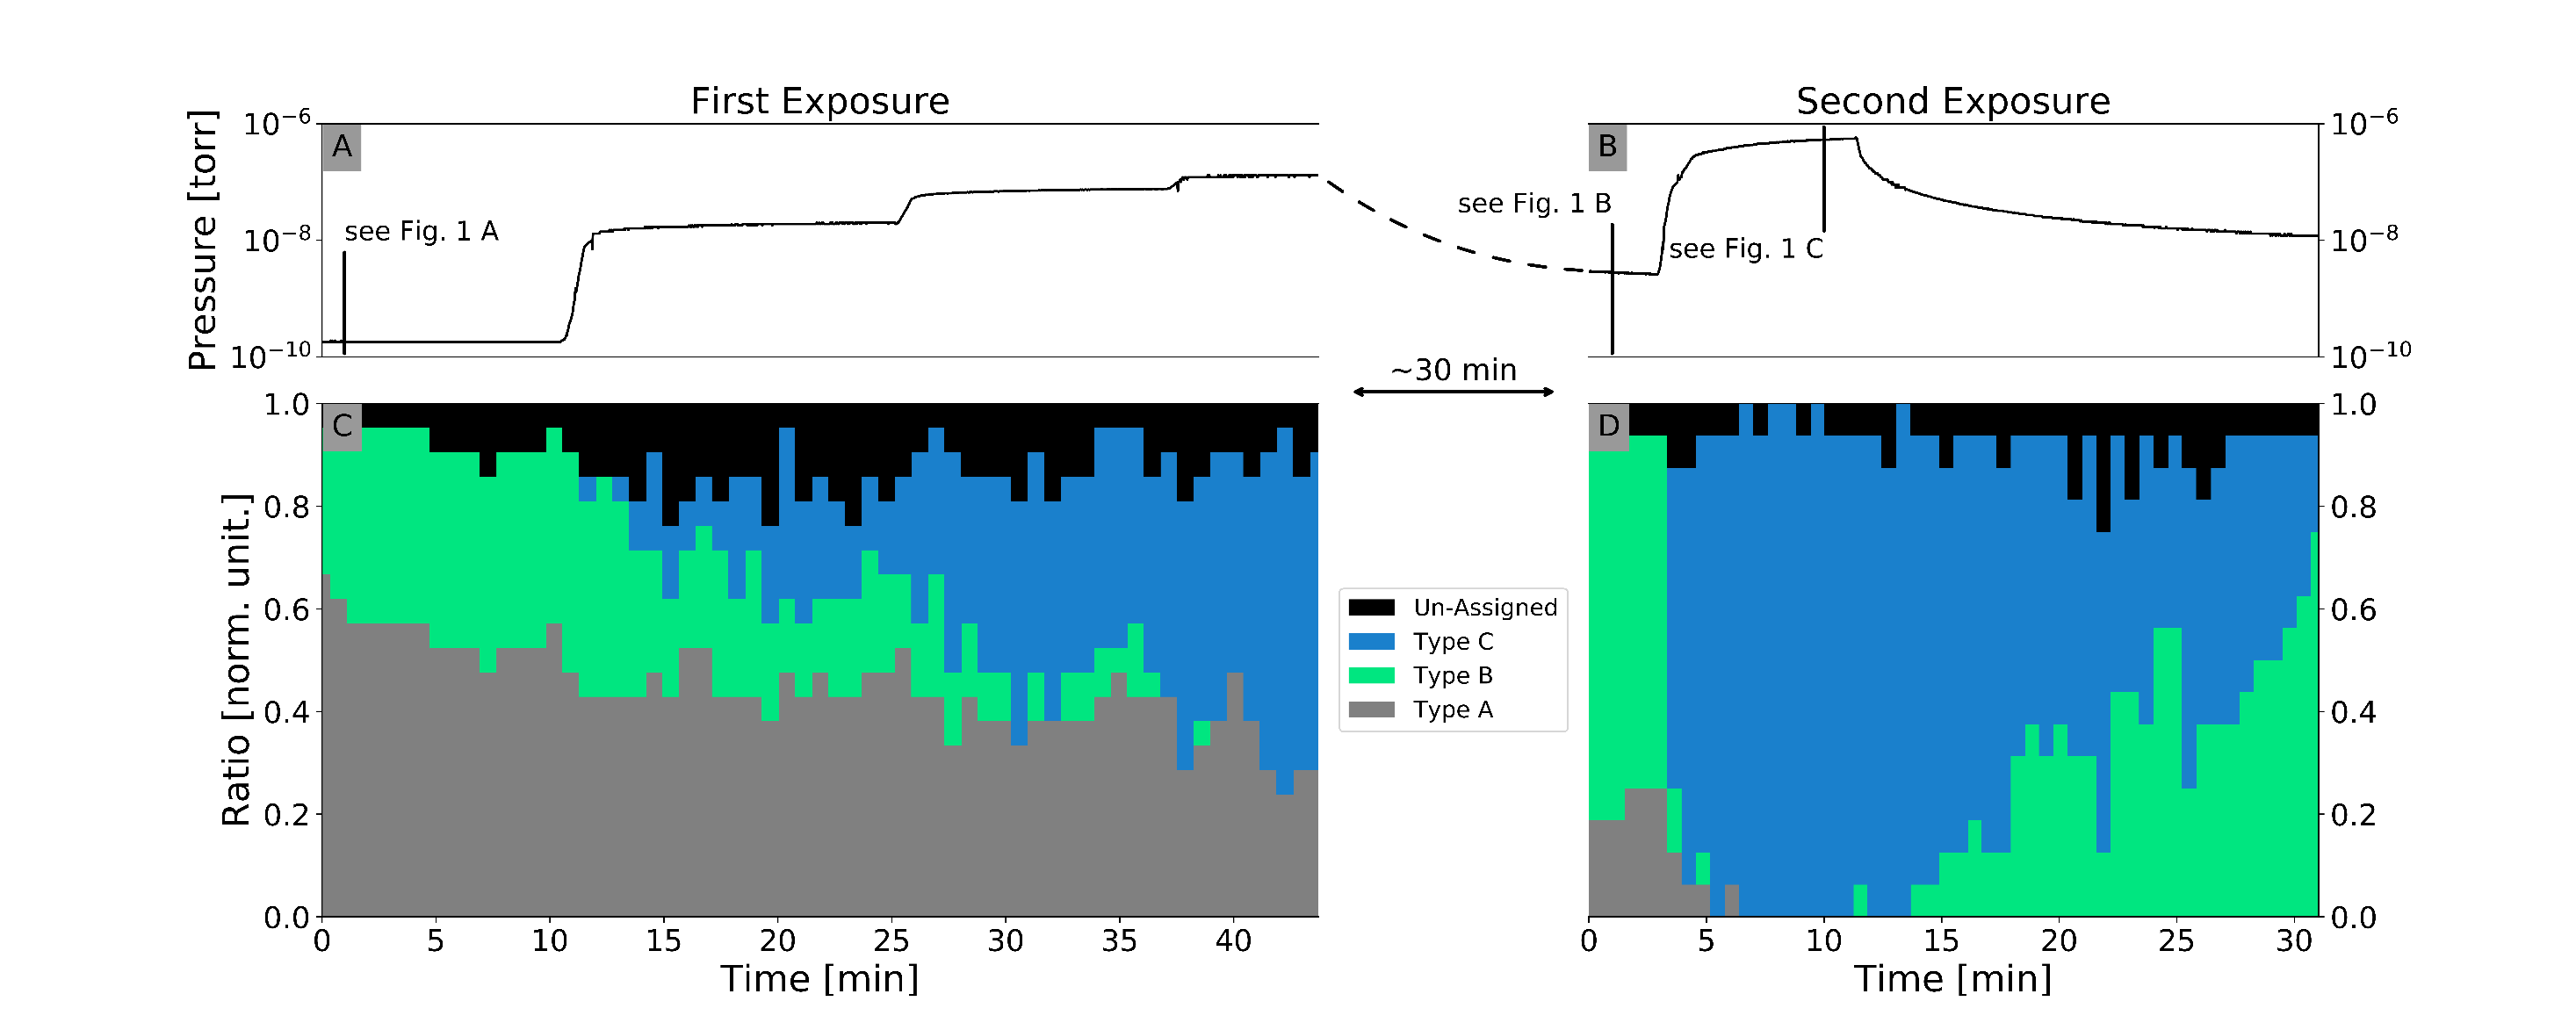 First Exposure
Second Exposure
Pressure [torr]
10⁻⁶
10⁻⁸
10⁻¹⁰
A
see Fig. 1 A
B
see Fig. 1 B
see Fig. 1 C
10⁻⁶
10⁻⁸
10⁻¹⁰
~30 min
Ratio [norm. unit.]
1.0
0.8
0.6
0.4
0.2
0.0
C
0 5 10 15 20 25 30 35 40
Time [min]
Un-Assigned
Type C
Type B
Type A
D
1.0
0.8
0.6
0.4
0.2
0.0
0 5 10 15 20 25 30
Time [min]